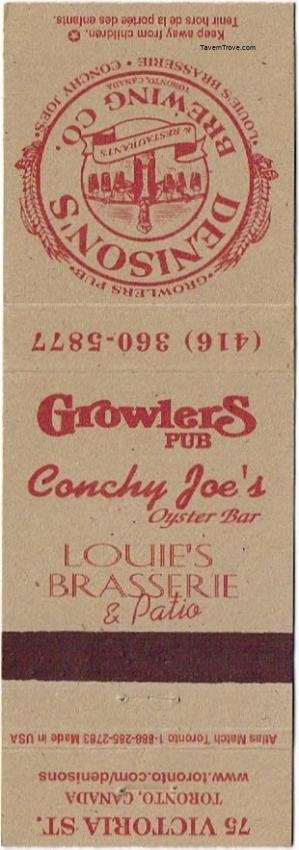 TavernTrove.com
Keep away from children.
Tenir hors de la portée des enfants.
•LOUIE'S BRASSERIE • CONCHY JOE'S•
TORONTO, CANADA
BREWING CO.
& RESTAURANTS
DENISON'S
•GROWLERS PUB•
(416) 360-5877
Growlers
PUB
Conchy Joe's
Oyster Bar
LOUIE'S
BRASSERIE
& Patio
Atlas Match Toronto 1-888-285-2783 Made in USA
75 VICTORIA ST.
TORONTO, CANADA
www.toronto.com/denisons